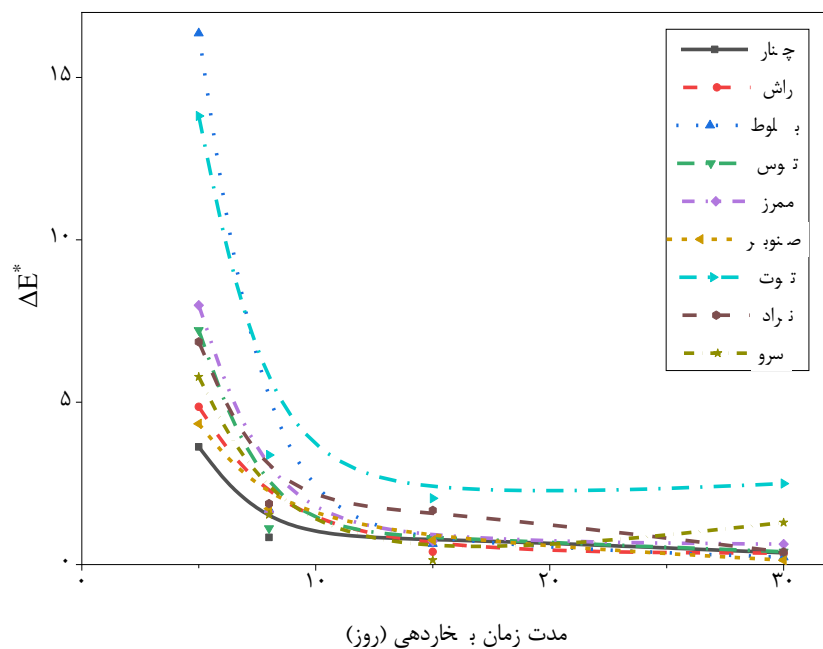 ۱۵
۱۰
۵
۰
ΔE*
۰ ۱۰ ۲۰ ۳۰
مدت زمان بخاردهی (روز)
چنار
راش
بلوط
توس
ممرز
صنوبر
توت
نراد
سرو